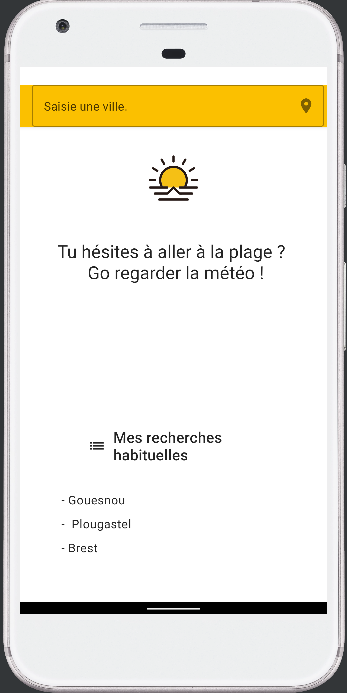 Saisie une ville.
Tu hésites à aller à la plage ?
Go regarder la météo !
Mes recherches
habituelles
- Gouesnou
- Plougastel
- Brest